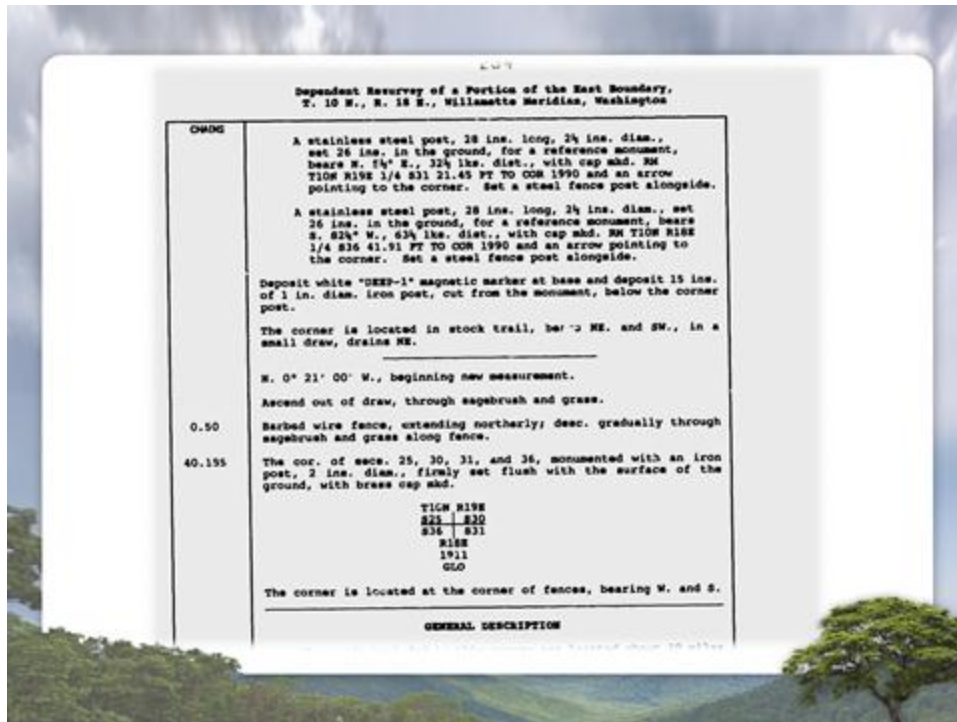 Dependent Resurvey of a Portion of the East Boundary,
T. 10 N., R. 18 E., Willamette Meridian, Washington
CHAINS
A stainless steel post, 28 ins. long, 2½ ins. diam.,
set 26 ins. in the ground, for a reference monument,
bears N. E., 32½ lks. dist., with cap mkd. RM
T10N R19E 1/4 S31 21.45 FT TO COR 1990 and an arrow
pointing to the corner. Set a steel fence post alongside.
A stainless steel post, 28 ins. long, 2½ ins. diam., set
26 ins. in the ground, for a reference monument, bears
S. 82½° W., 63½ lks. dist., with cap mkd. RM T10N R18E
1/4 S36 41.91 FT TO COR 1990 and an arrow pointing to
the corner. Set a steel fence post alongside.
Deposit white "DEEP-1" magnetic marker at base and deposit 15 ins.
of 1 in. diam. iron post, cut from the monument, below the corner
post.
The corner is located in stock trail, bears NE. and SW., in a
small draw, drains NE.
N. 0° 21' 00" W., beginning new measurement.
Ascend out of draw, through sagebrush and grass.
0.50 Barbed wire fence, extending northerly; desc. gradually through
sagebrush and grass along fence.
40.155 The cor. of secs. 25, 30, 31, and 36, monumented with an iron
post, 2 ins. diam., firmly set flush with the surface of the
ground, with brass cap mkd.
T10N R19E
S25 S30
S36 S31
R18E
1911
GLO
The corner is located at the corner of fences, bearing W. and S.
GENERAL DESCRIPTION